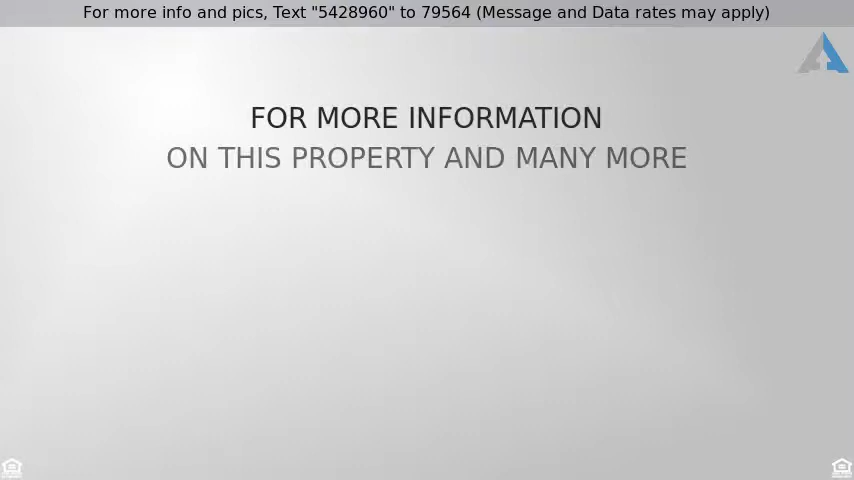 For more info and pics, Text "5428960" to 79564 (Message and Data rates may apply)
FOR MORE INFORMATION
ON THIS PROPERTY AND MANY MORE